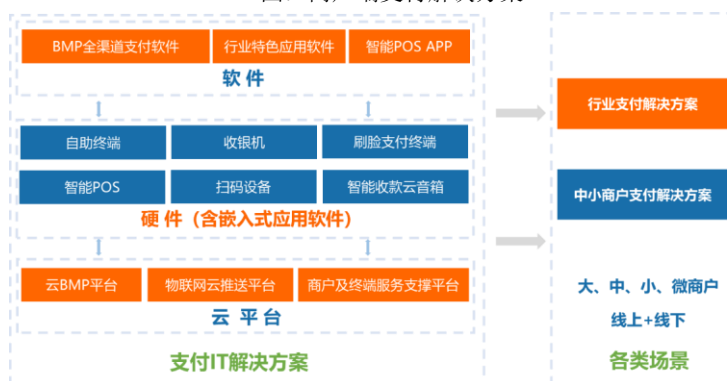 BMP全渠道支付软件
行业特色应用软件
智能POS APP
软 件
自助终端
收银机
刷脸支付终端
智能POS
扫码设备
智能收款云音箱
硬 件（含嵌入式应用软件）
云BMP平台
物联网云推送平台
商户及终端服务支撑平台
云 平台
支付IT解决方案
行业支付解决方案
中小商户支付解决方案
大、中、小、微商户
线上+线下
各类场景